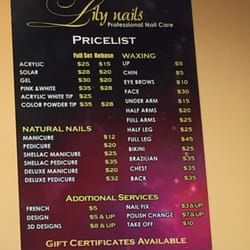 Lily nails
Professional Nail Care
PRICELIST
Full Set Refuse WAXING
ACRYLIC $25 $15 LIP $5
SOLAR $28 $20 CHIN $5
GEL $30 $20 EYE BROWS $10
PINK &WHITE $35 $28 FACE $30
ACRYLIC WHITE TIP $25 UNDER ARM $15
COLOR POWDER TIP $35 $28 HALF ARMS $20
FULL ARMS $25
NATURAL NAILS HALF LEG $25
MANICURE $12 FULL LEG $45
PEDICURE $20 BIKINI $25
SHELLAC MANICURE $25 BRAZILIAN $35
SHELLAC PEDICURE $35 CHEST $35
DELUXE MANICURE $20 BACK $35
DELUXE PEDICURE $32
ADDITIONAL SERVICES
FRENCH $5 NAIL FIX $3 & UP
DESIGN $5 & UP POLISH CHANGE $7 & UP
3D DESIGNS $8 & UP TAKE OFF $10
GIFT CERTIFICATES AVAILABLE